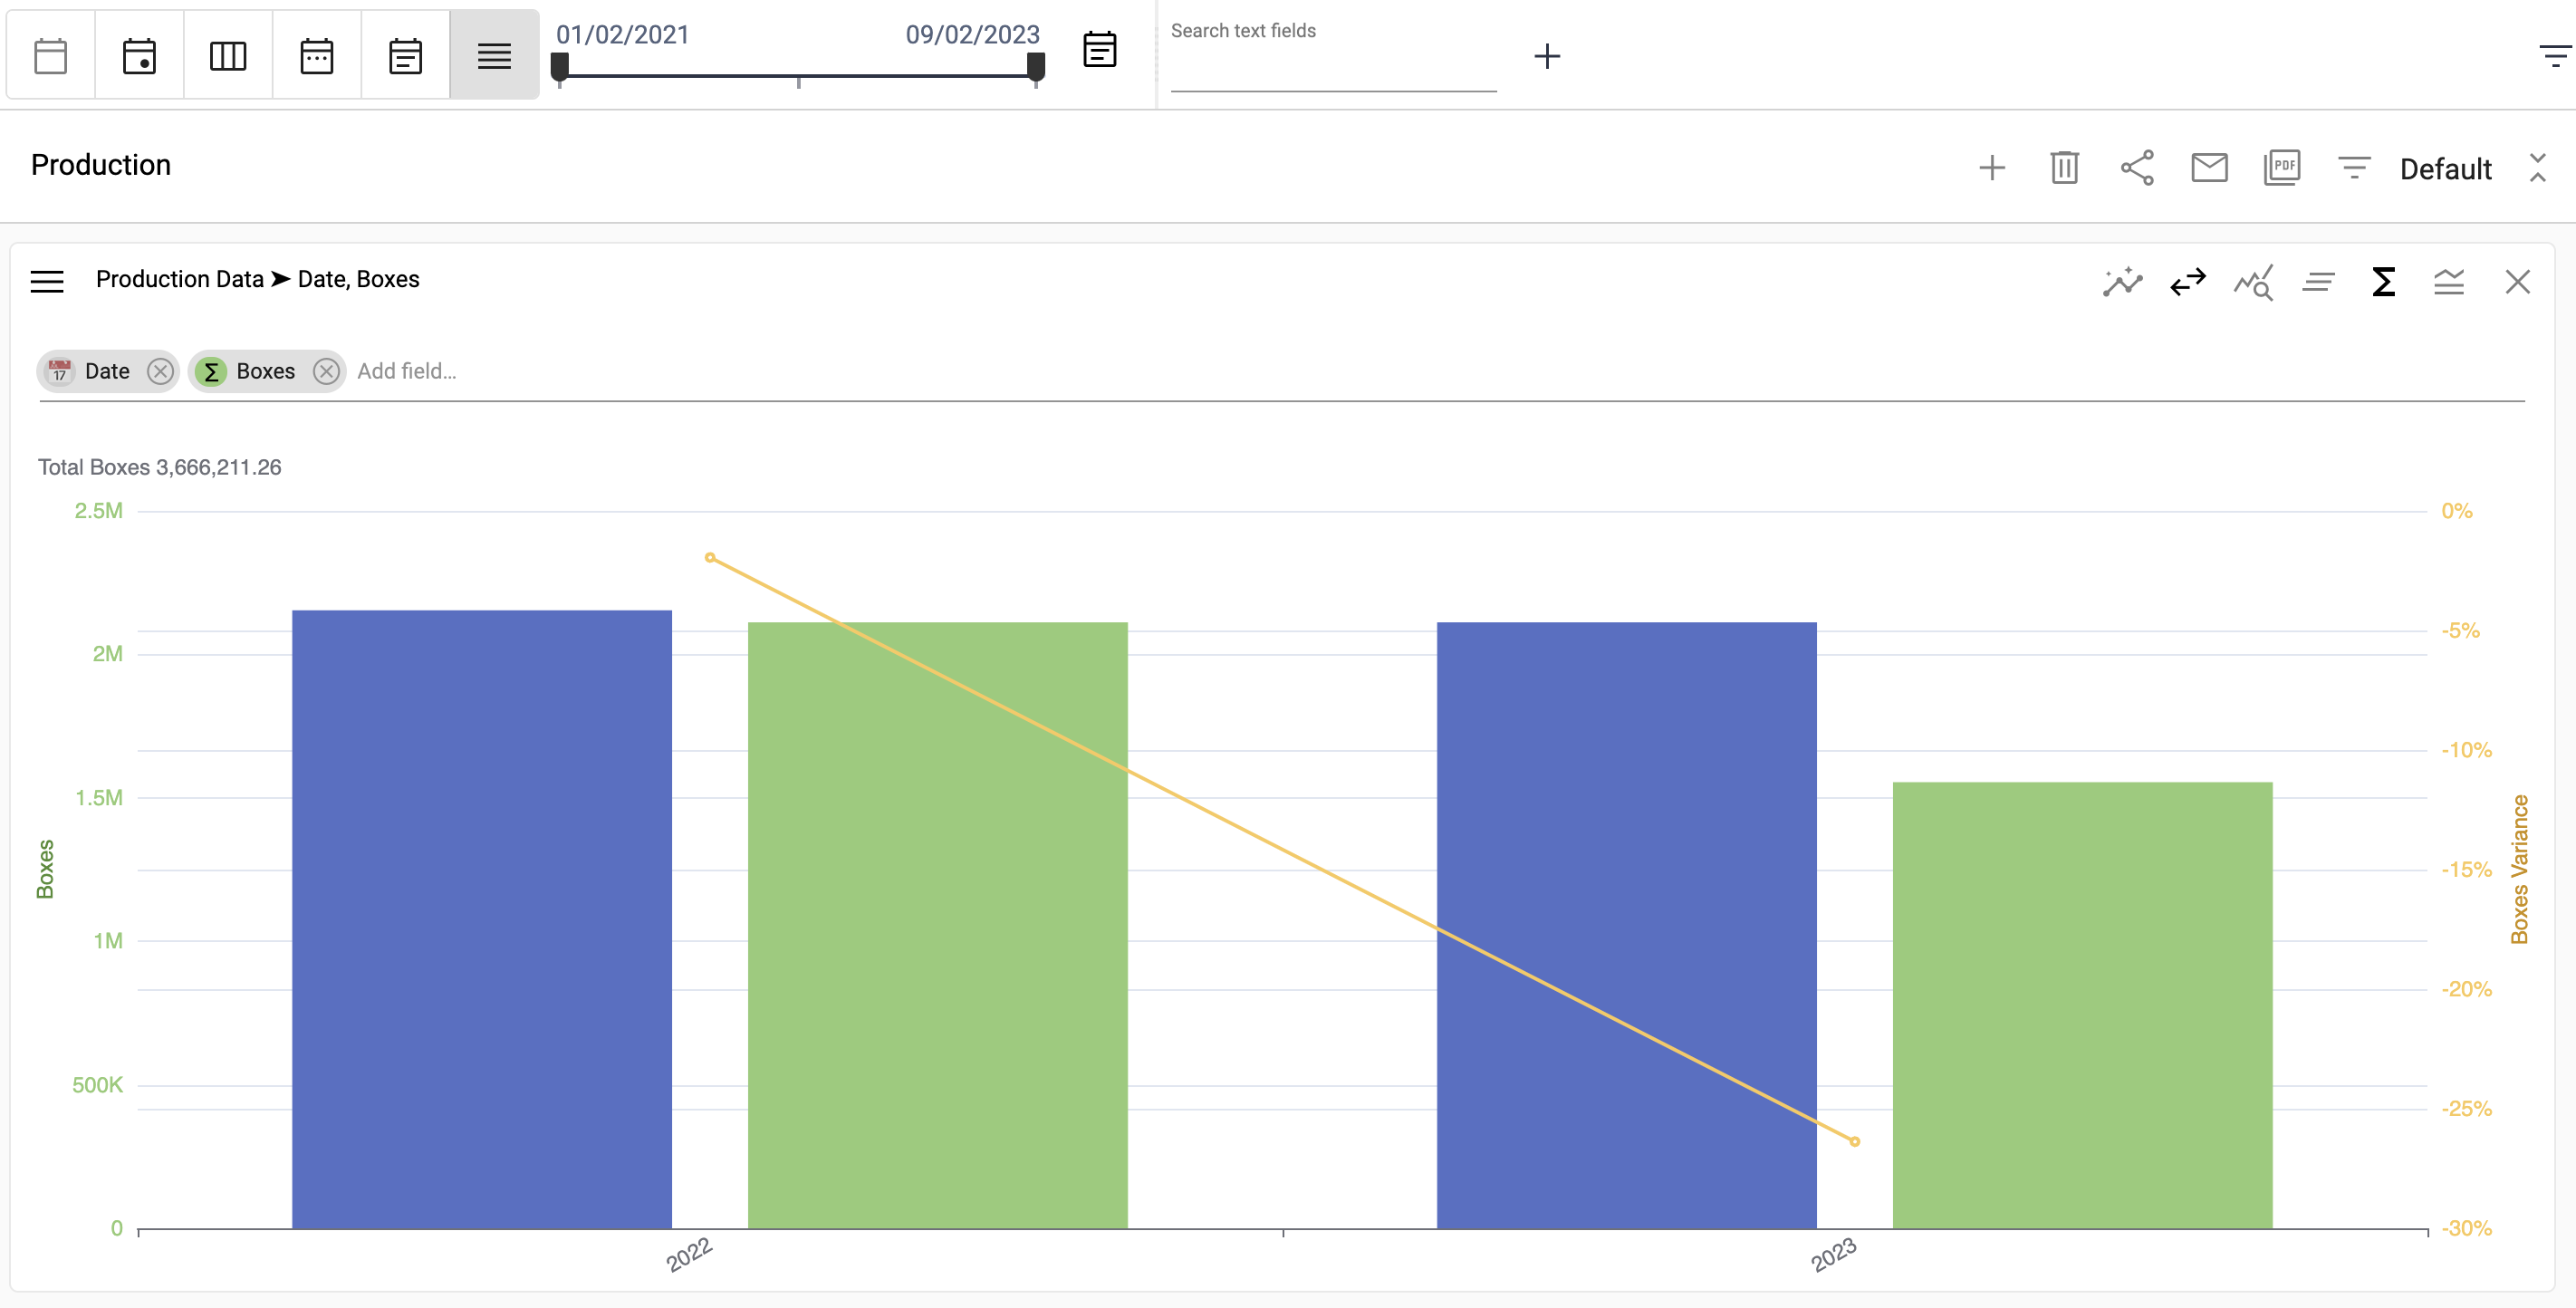 01/02/2021
09/02/2023
Search text fields
Production
PDF
Default
Production Data ➤ Date, Boxes
17
Date
Σ
Boxes
Add field...
Total Boxes 3,666,211.26
2.5M
2M
1.5M
1M
500K
0
Boxes
0%
-5%
-10%
-15%
-20%
-25%
-30%
Boxes Variance
2022
2023